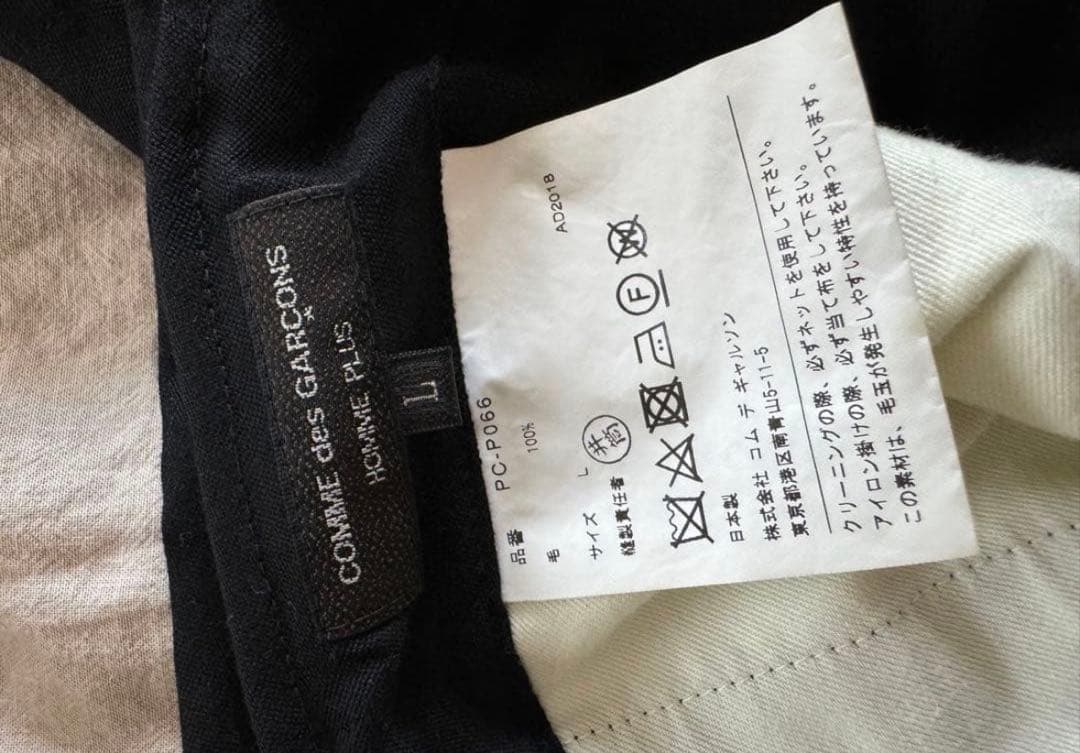 COMME des GARÇONS
HOMME PLUS
L
AD2018
品番 PC-P066
毛 100%
サイズ L
縫製責任者
F
W
日本製
株式会社 コム デ ギャルソン
東京都港区南青山5-11-5
クリーニングの際、必ずネットを使用して下さい。
アイロン掛けの際、必ず当て布をして下さい。
この素材は、毛玉が発生しやすい特性を持っています。